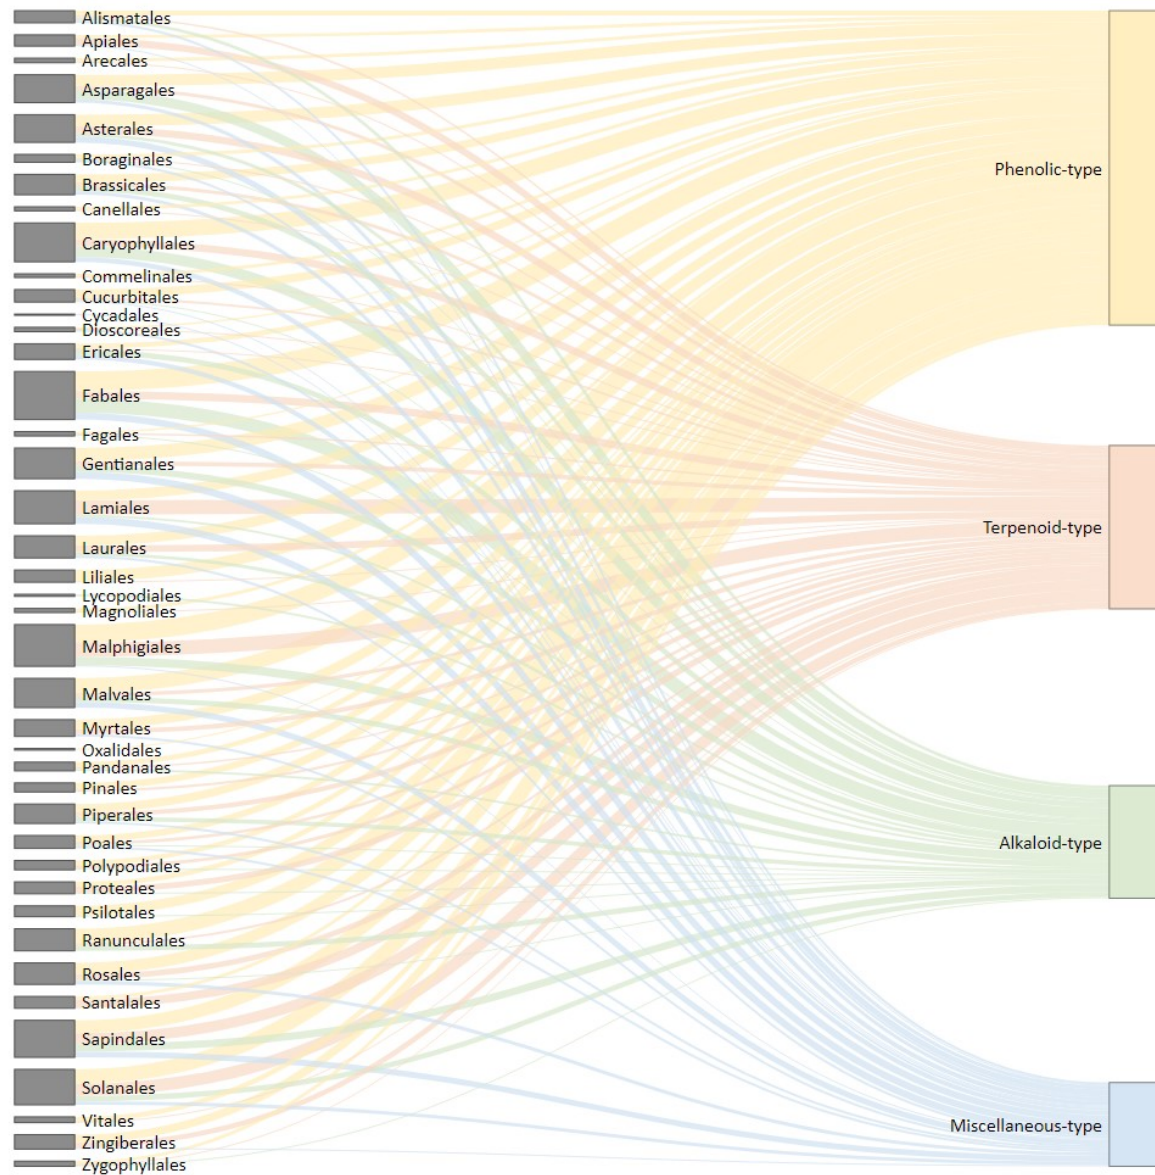 Alismatales
Apiales
Arecales
Asparagales
Asterales
Boraginales
Brassicales
Canellales
Caryophyllales
Commelinales
Cucurbitales
Cycadales
Dioscoreales
Ericales
Fabales
Fagales
Gentianales
Lamiales
Laurales
Liliales
Lycopodiales
Magnoliales
Malphigiales
Malvales
Myrtales
Oxalidales
Pandanales
Pinales
Piperales
Poales
Polypodiales
Proteales
Psilotales
Ranunculales
Rosales
Santalales
Sapindales
Solanales
Vitales
Zingiberales
Zygophyllales
Phenolic-type
Terpenoid-type
Alkaloid-type
Miscellaneous-type